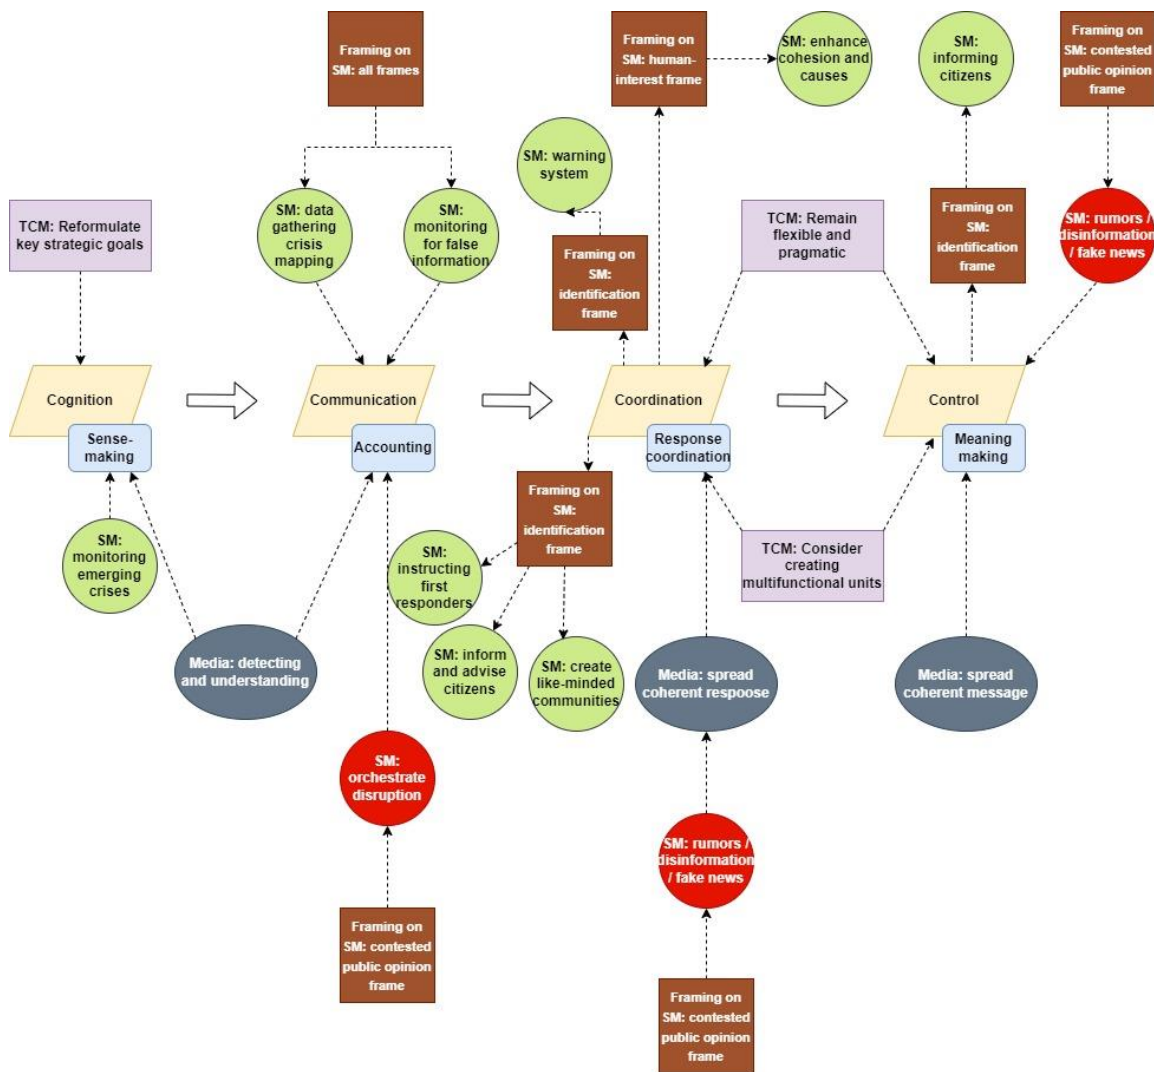 Framing on
SM: all frames
Framing on
SM: human-
interest frame
SM: enhance
cohesion and
causes
SM:
informing
citizens
Framing on
SM: contested
public opinion
frame
SM: warning
system
TCM: Reformulate
key strategic goals
SM: data
gathering
crisis
mapping
SM:
monitoring
for false
information
Framing on
SM:
identification
frame
TCM: Remain
flexible and
pragmatic
Framing on
SM:
identification
frame
SM: rumors /
disinformation
/ fake news
Cognition
Communication
Coordination
Control
Sense-
making
Accounting
Response
coordination
Meaning
making
SM:
monitoring
emerging
crises
Framing on
SM:
identification
frame
TCM: Consider
creating
multifunctional
units
SM:
instructing
first
responders
Media: detecting
and understanding
SM: inform
and advise
citizens
SM: create
like-minded
communities
Media: spread
coherent respoose
Media: spread
coherent message
SM:
orchestrate
disruption
SM: rumors /
disinformation
/ fake news
Framing on
SM: contested
public opinion
frame
Framing on
SM: contested
public opinion
frame